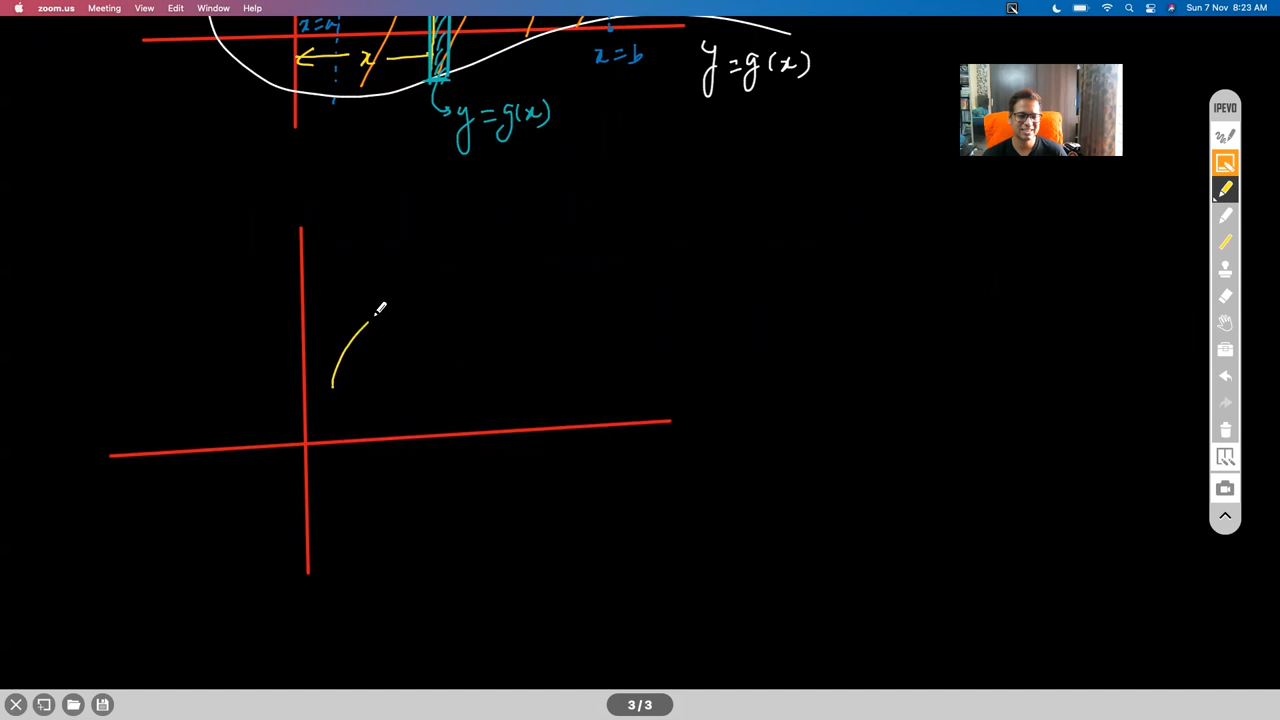 zoom.us Meeting View Edit Window Help Sun 7 Nov 8:23 AM
x=a
x
x=b
y=g(x)
y=g(x)
IPEVO
3/3